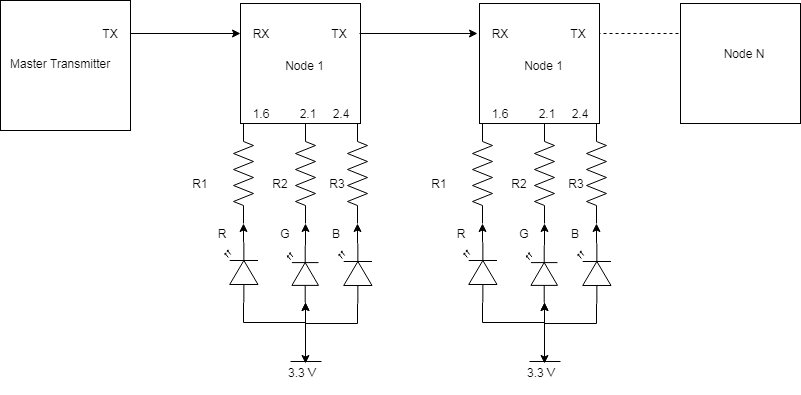 TX
Master Transmitter
RX TX
Node 1
1.6 2.1 2.4
R1 R2 R3
R G B
3.3 V
RX TX
Node 1
1.6 2.1 2.4
R1 R2 R3
R G B
3.3 V
Node N